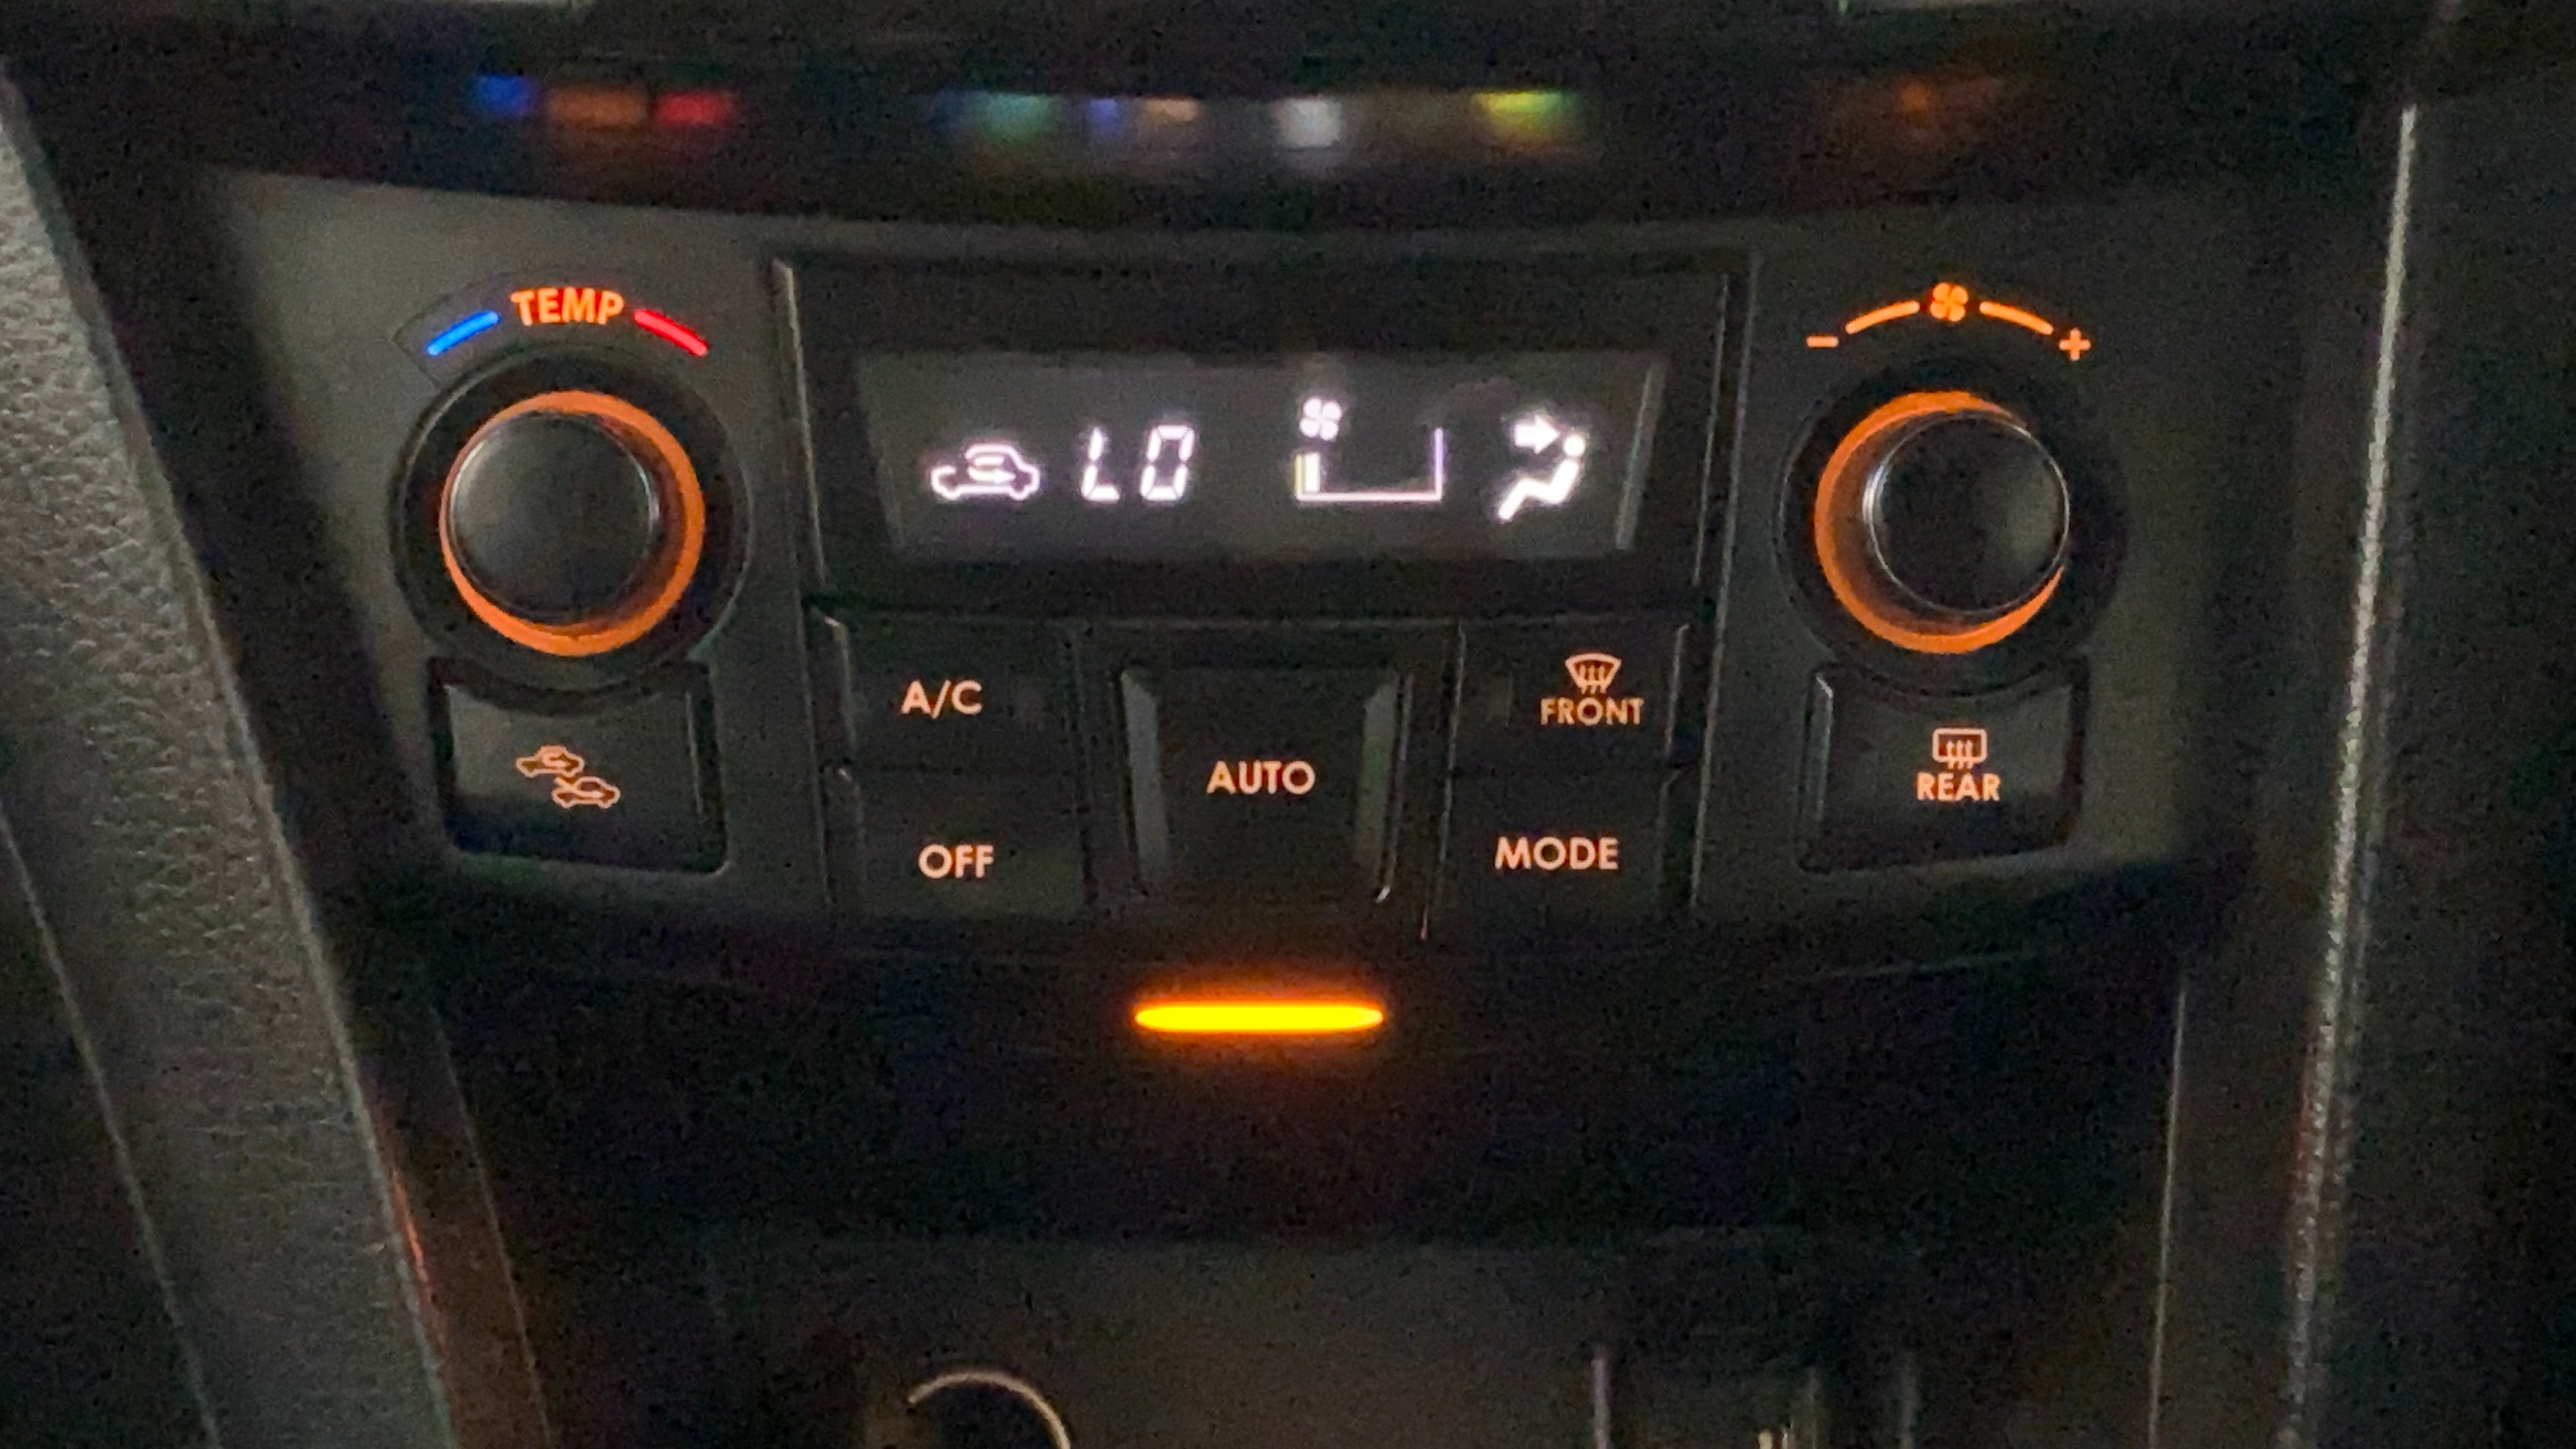 TEMP
- +
LO
A/C
FRONT
AUTO
REAR
OFF
MODE